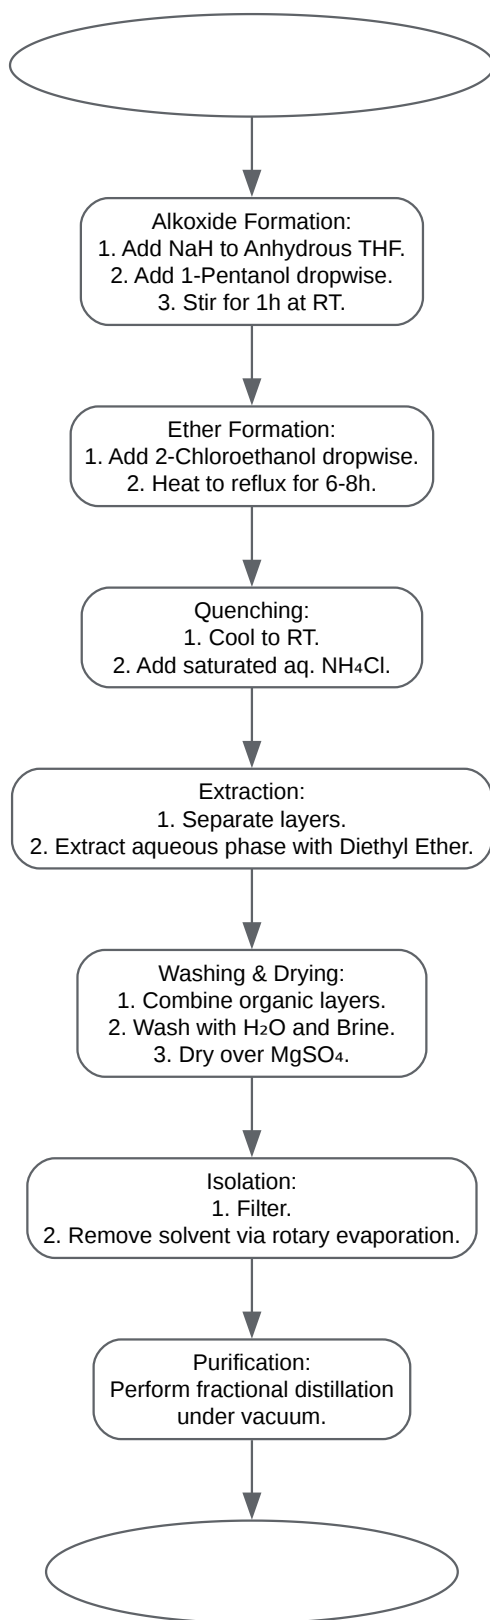 Alkoxide Formation:
1. Add NaH to Anhydrous THF.
2. Add 1-Pentanol dropwise.
3. Stir for 1h at RT.
Ether Formation:
1. Add 2-Chloroethanol dropwise.
2. Heat to reflux for 6-8h.
Quenching:
1. Cool to RT.
2. Add saturated aq. NH₄Cl.
Extraction:
1. Separate layers.
2. Extract aqueous phase with Diethyl Ether.
Washing & Drying:
1. Combine organic layers.
2. Wash with H₂O and Brine.
3. Dry over MgSO₄.
Isolation:
1. Filter.
2. Remove solvent via rotary evaporation.
Purification:
Perform fractional distillation
under vacuum.